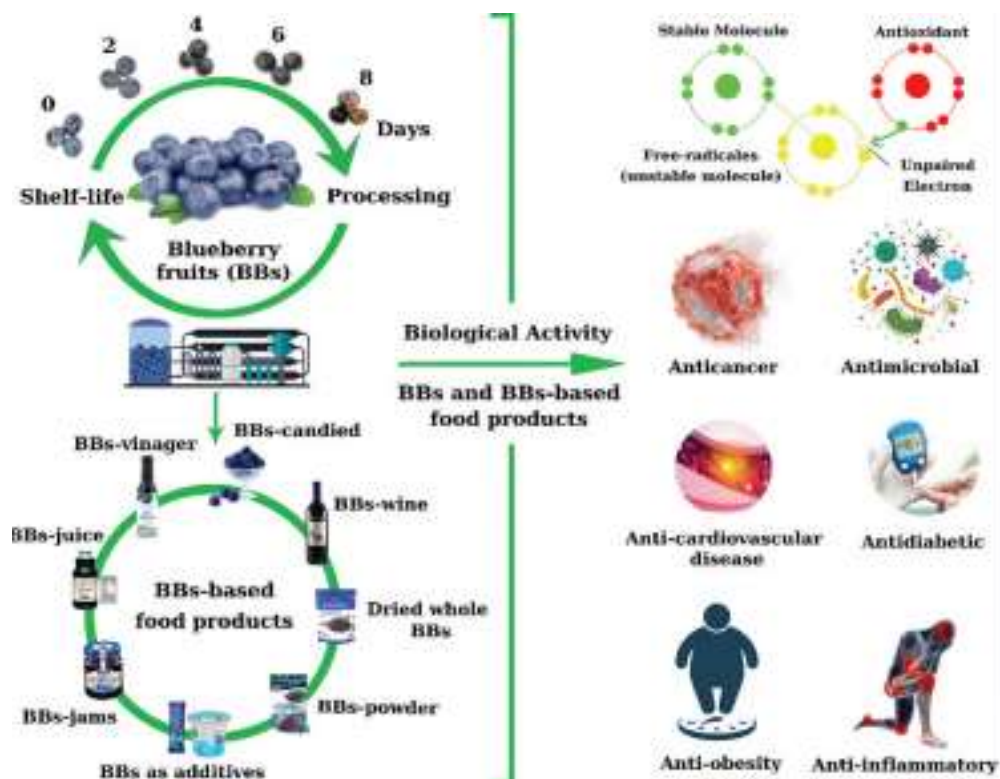 0
2
4
6
8
Days
Shelf-life
Processing
Blueberry
fruits (BBs)
BBs-vinager
BBs-candied
BBs-wine
BBs-juice
BBs-based
food products
Dried whole
BBs
BBs-jams
BBs-powder
BBs as additives
Biological Activity
BBs and BBs-based
food products
Stable Molecule
Antioxidant
Free-radicales
(unstable molecule)
Unpaired
Electron
Anticancer
Antimicrobial
Anti-cardiovascular
disease
Antidiabetic
Anti-obesity
Anti-inflammatory